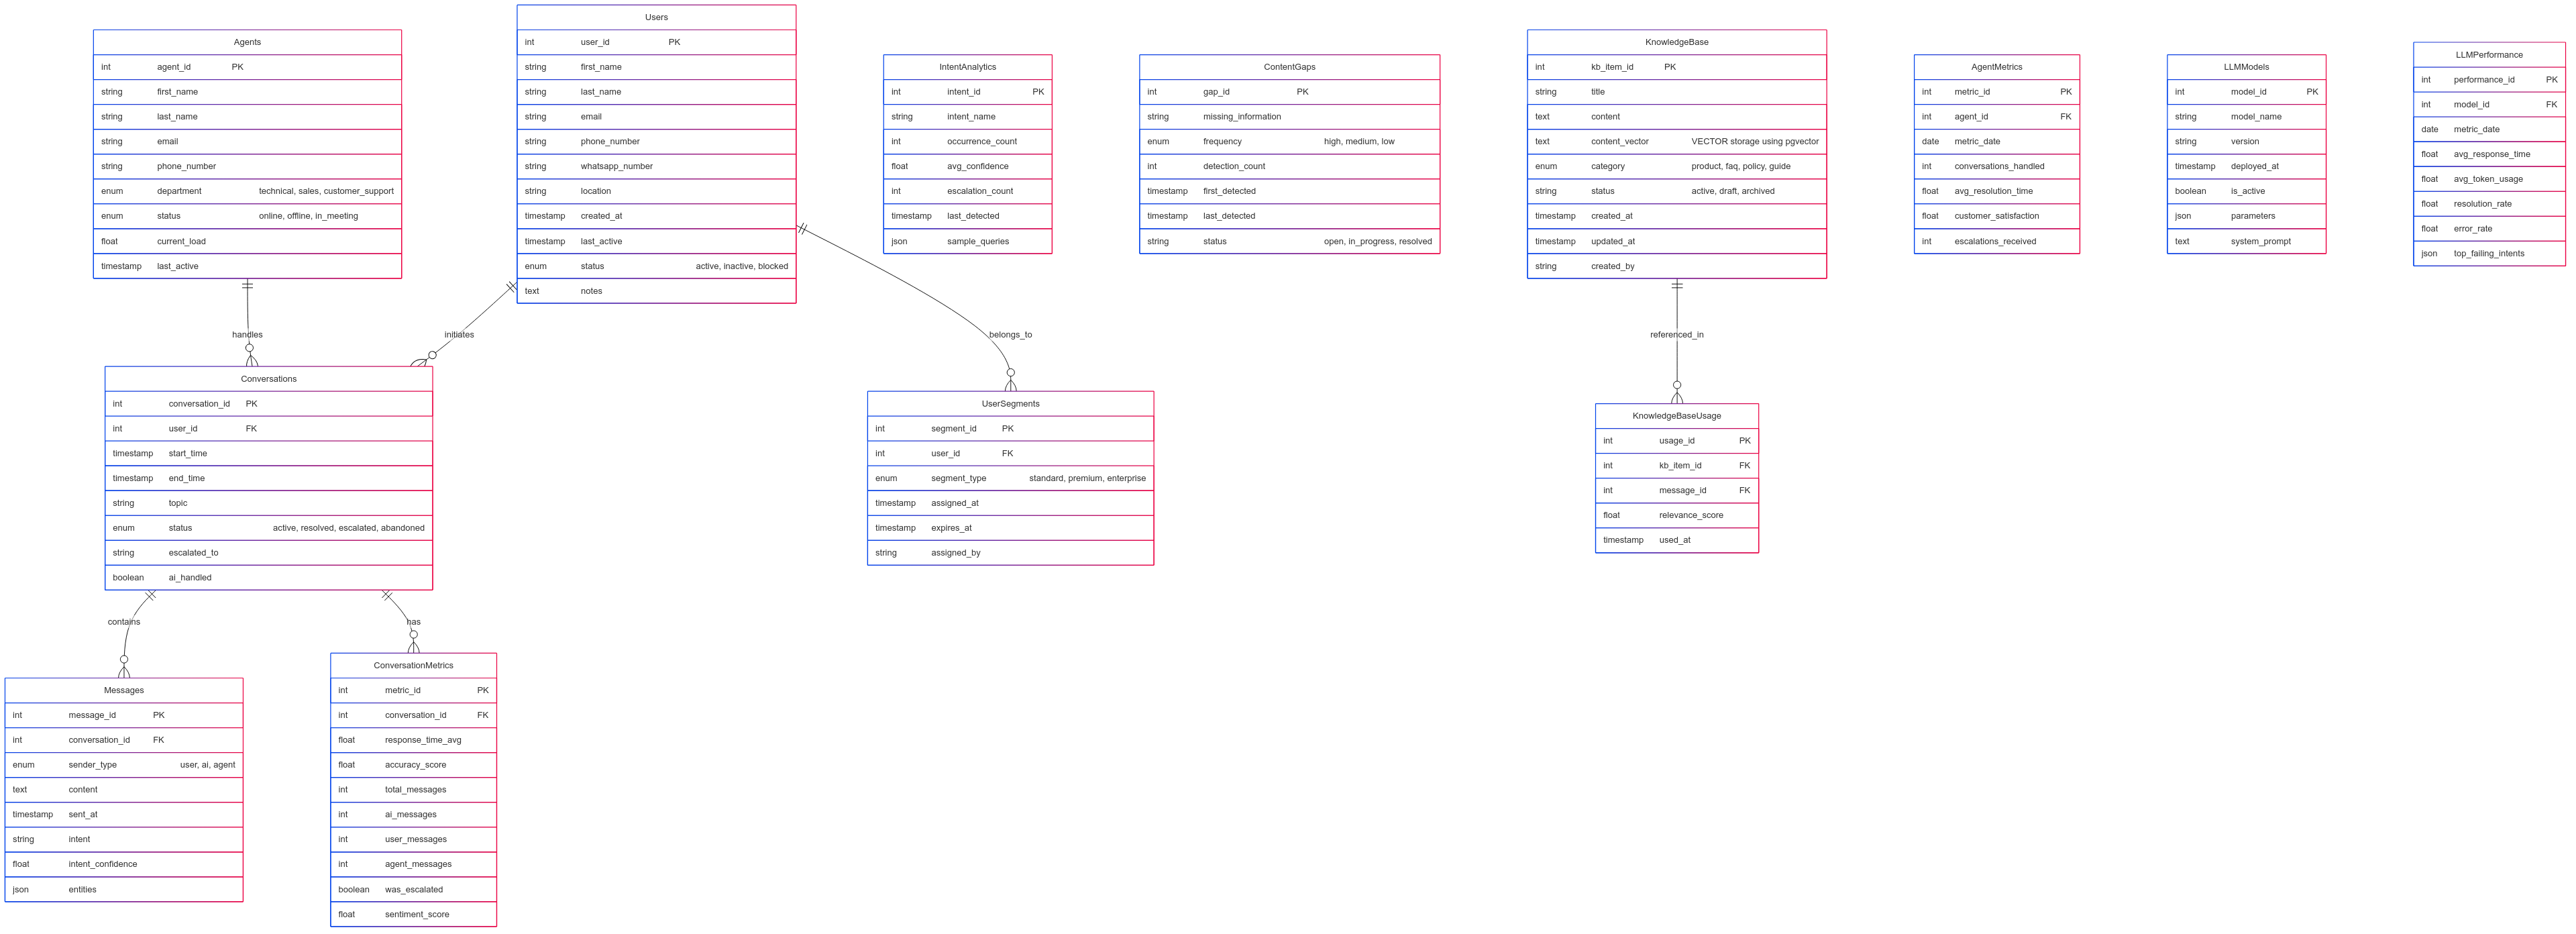 Agents
int agent_id PK
string first_name
string last_name
string email
string phone_number
enum department technical, sales, customer_support
enum status online, offline, in_meeting
float current_load
timestamp last_active
Users
int user_id PK
string first_name
string last_name
string email
string phone_number
string whatsapp_number
string location
timestamp created_at
timestamp last_active
enum status active, inactive, blocked
text notes
IntentAnalytics
int intent_id PK
string intent_name
int occurrence_count
float avg_confidence
int escalation_count
timestamp last_detected
json sample_queries
ContentGaps
int gap_id PK
string missing_information
enum frequency high, medium, low
int detection_count
timestamp first_detected
timestamp last_detected
string status open, in_progress, resolved
KnowledgeBase
int kb_item_id PK
string title
text content
text content_vector VECTOR storage using pgvector
enum category product, faq, policy, guide
string status active, draft, archived
timestamp created_at
timestamp updated_at
string created_by
AgentMetrics
int metric_id PK
int agent_id FK
date metric_date
int conversations_handled
float avg_resolution_time
float customer_satisfaction
int escalations_received
LLMModels
int model_id PK
string model_name
string version
timestamp deployed_at
boolean is_active
json parameters
text system_prompt
LLMPerformance
int performance_id PK
int model_id FK
date metric_date
float avg_response_time
float avg_token_usage
float resolution_rate
float error_rate
json top_failing_intents
handles
initiates
belongs_to
referenced_in
Conversations
int conversation_id PK
int user_id FK
timestamp start_time
timestamp end_time
string topic
enum status active, resolved, escalated, abandoned
string escalated_to
boolean ai_handled
UserSegments
int segment_id PK
int user_id FK
enum segment_type standard, premium, enterprise
timestamp assigned_at
timestamp expires_at
string assigned_by
KnowledgeBaseUsage
int usage_id PK
int kb_item_id FK
int message_id FK
float relevance_score
timestamp used_at
contains
has
Messages
int message_id PK
int conversation_id FK
enum sender_type user, ai, agent
text content
timestamp sent_at
string intent
float intent_confidence
json entities
ConversationMetrics
int metric_id PK
int conversation_id FK
float response_time_avg
float accuracy_score
int total_messages
int ai_messages
int user_messages
int agent_messages
boolean was_escalated
float sentiment_score